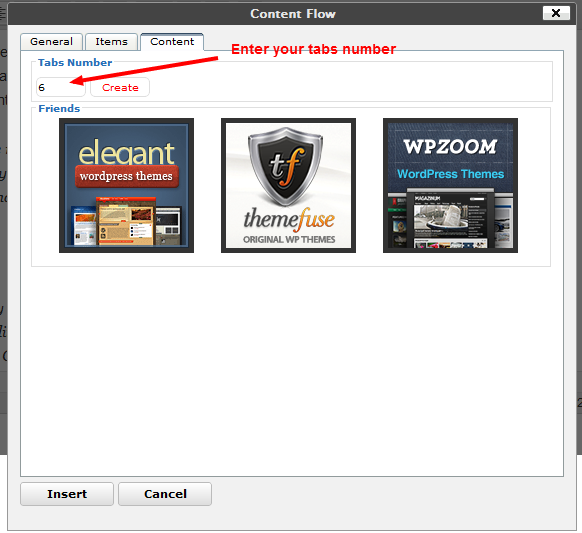 Content Flow
General Items Content
Enter your tabs number
Tabs Number
6 Create
Friends
elegant
wordpress themes
tf
themefuse
ORIGINAL WP THEMES
WPZOOM
WordPress Themes
MAGAZINUM
Insert Cancel